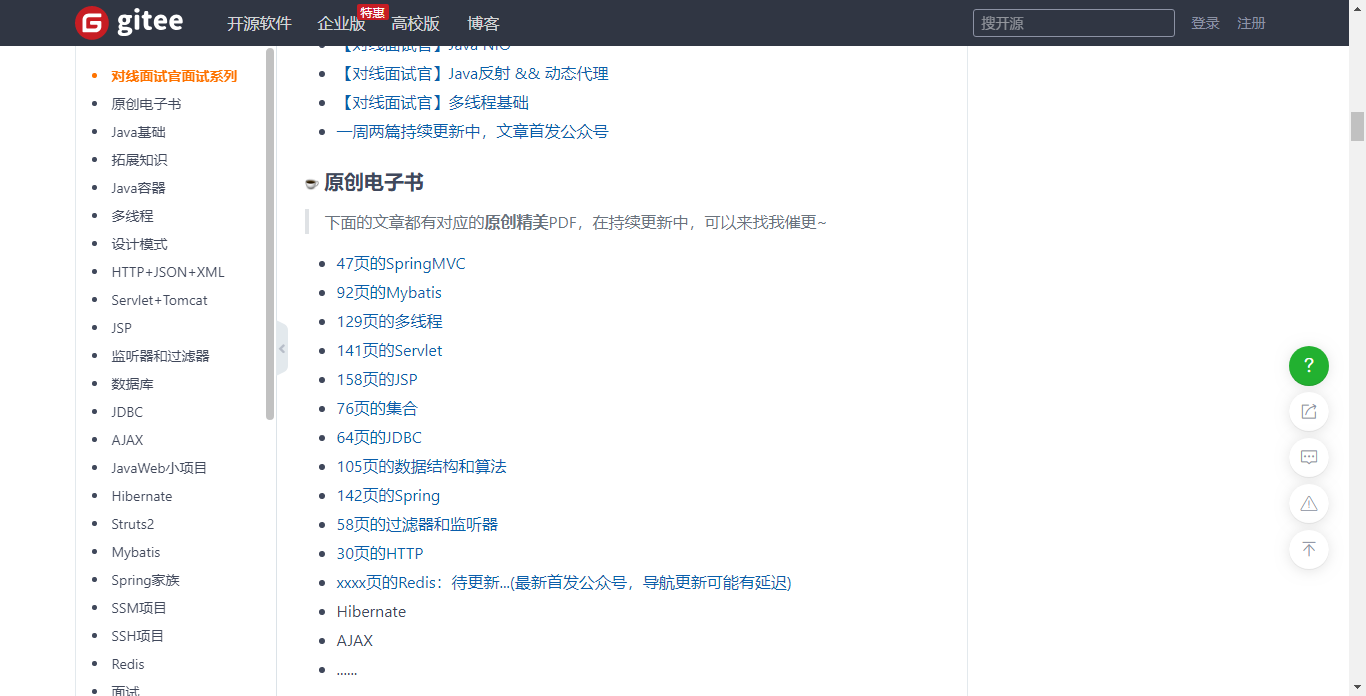 gitee
开源软件
企业版
特惠
高校版
博客
搜开源
登录
注册
对线面试官面试系列
原创电子书
Java基础
拓展知识
Java容器
多线程
设计模式
HTTP+JSON+XML
Servlet+Tomcat
JSP
监听器和过滤器
数据库
JDBC
AJAX
JavaWeb小项目
Hibernate
Struts2
Mybatis
Spring家族
SSM项目
SSH项目
Redis
面试
【对线面试官】Java NIO
【对线面试官】Java反射 && 动态代理
【对线面试官】多线程基础
一周两篇持续更新中，文章首发公众号
原创电子书
下面的文章都有对应的原创精美PDF，在持续更新中，可以来找我催更~
47页的SpringMVC
92页的Mybatis
129页的多线程
141页的Servlet
158页的JSP
76页的集合
64页的JDBC
105页的数据结构和算法
142页的Spring
58页的过滤器和监听器
30页的HTTP
xxxx页的Redis：待更新...(最新首发公众号，导航更新可能有延迟)
Hibernate
AJAX
......
?